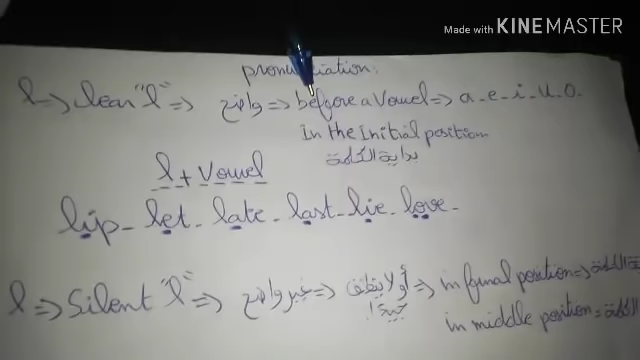 Made with KINEMASTER
pronunciation:
l => clear "l" => واضح => before a vowel => a - e - i - u. o.
In the Initial position
بداية الكلمة
l + Vowel
lip - let - late - last - lie - love -
l => Silent "l" => غير واضح => أو لا ينطق => in final position =>
جيدا! in middle position =